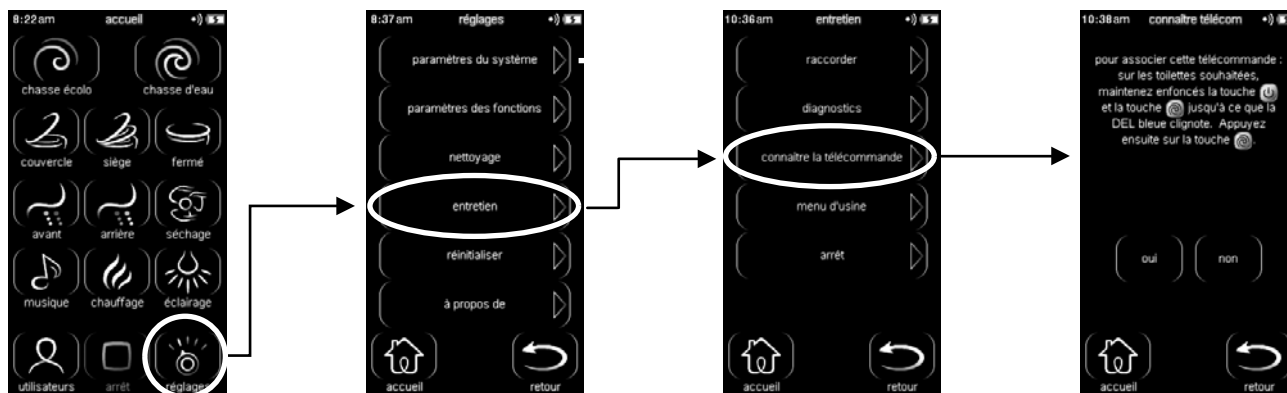 8:22am accueil
chasse écolo chasse d'eau
couvercle siège fermé
avant arrière séchage
musique chauffage éclairage
utilisateurs arrêt réglages
8:37am réglages
paramètres du système
paramètres des fonctions
nettoyage
entretien
réinitialiser
à propos de
accueil retour
10:36am entretien
raccorder
diagnostics
connaître la télécommande
menu d'usine
arrêt
accueil retour
10:38am connaître télécom
pour associer cette télécommande :
sur les toilettes souhaitées,
maintenez enfoncés la touche
et la touche jusqu'à ce que la
DEL bleue clignote. Appuyez
ensuite sur la touche .
oui non
accueil retour